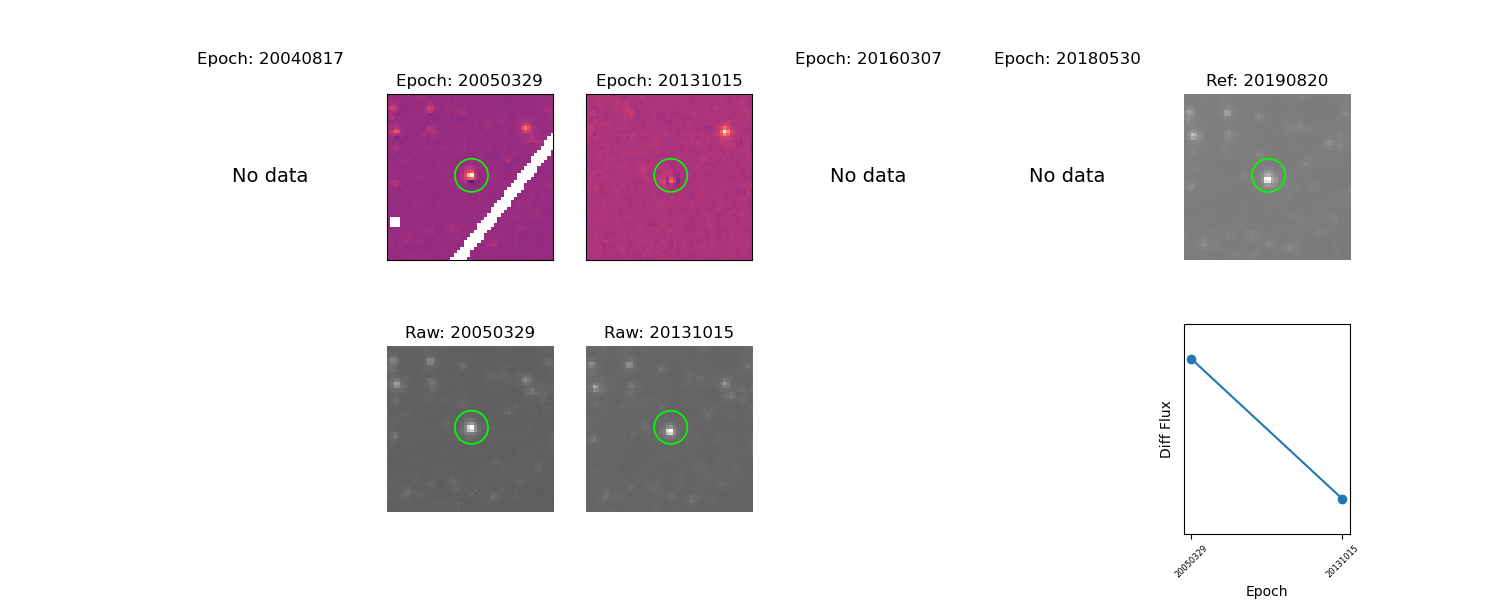 Epoch: 20040817
Epoch: 20050329
Epoch: 20131015
Epoch: 20160307
Epoch: 20180530
Ref: 20190820
No data
No data
No data
Raw: 20050329
Raw: 20131015
Diff Flux
20050329
20131015
Epoch